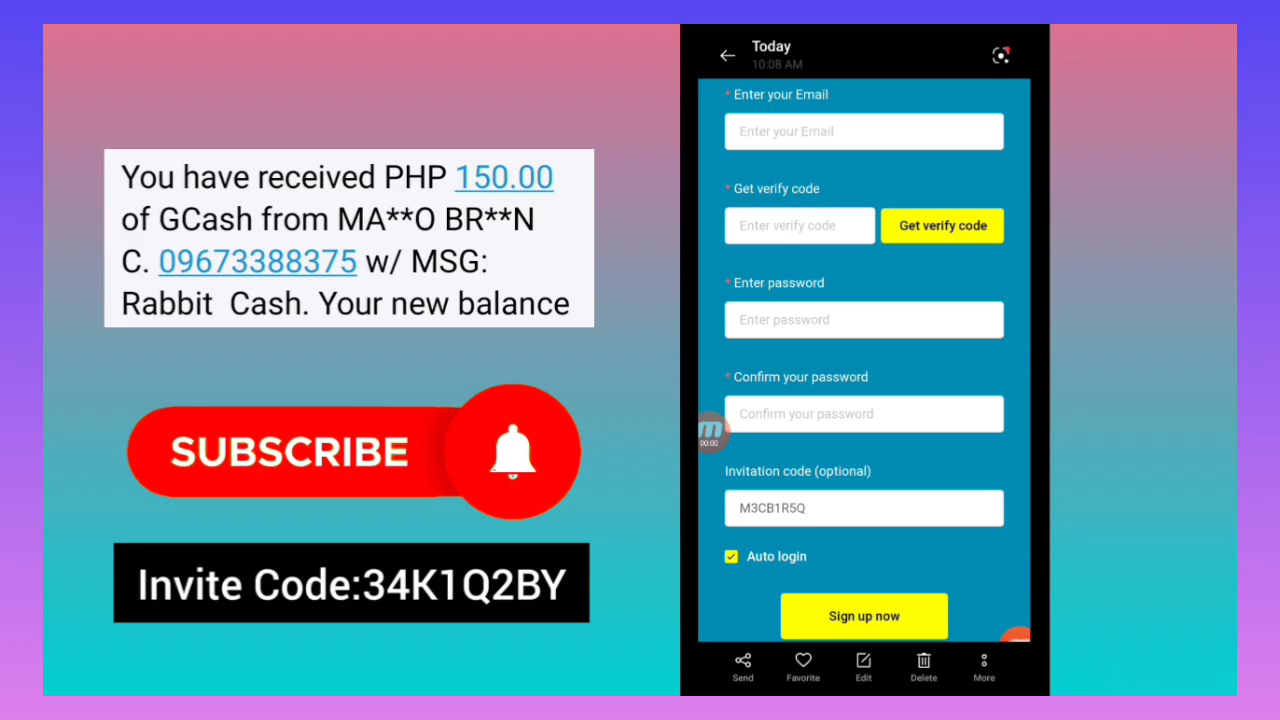 You have received PHP 150.00
of GCash from MA**O BR**N
C. 09673388375 w/ MSG:
Rabbit Cash. Your new balance
SUBSCRIBE
Invite Code:34K1Q2BY
Today
10:08 AM
* Enter your Email
Enter your Email
* Get verify code
Enter verify code
Get verify code
* Enter password
Enter password
* Confirm your password
Confirm your password
00:00
Invitation code (optional)
M3CB1R5Q
Auto login
Sign up now
Send
Favorite
Edit
Delete
More